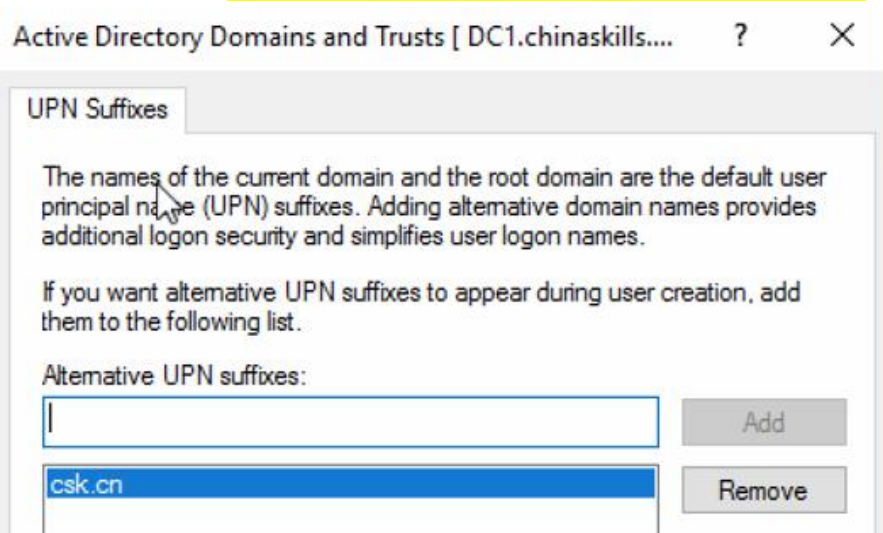 Active Directory Domains and Trusts [ DC1.chinaskills....
?
UPN Suffixes
The names of the current domain and the root domain are the default user
principal name (UPN) suffixes. Adding alternative domain names provides
additional logon security and simplifies user logon names.
If you want alternative UPN suffixes to appear during user creation, add
them to the following list.
Alternative UPN suffixes:
Add
csk.cn
Remove